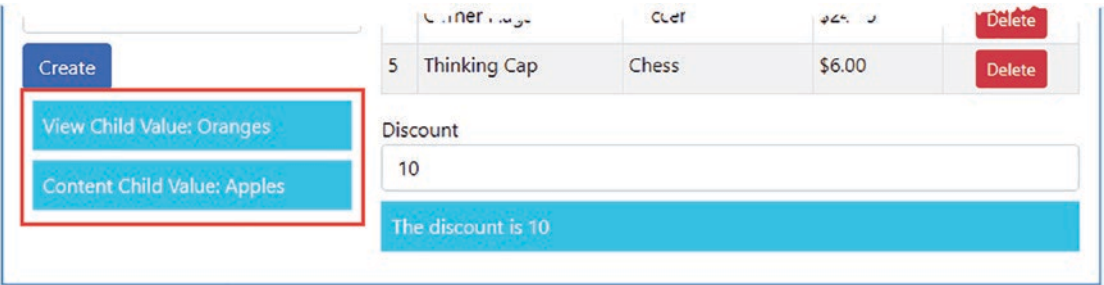 Delete
Create
5 Thinking Cap Chess $6.00 Delete
View Child Value: Oranges
Content Child Value: Apples
Discount
10
The discount is 10